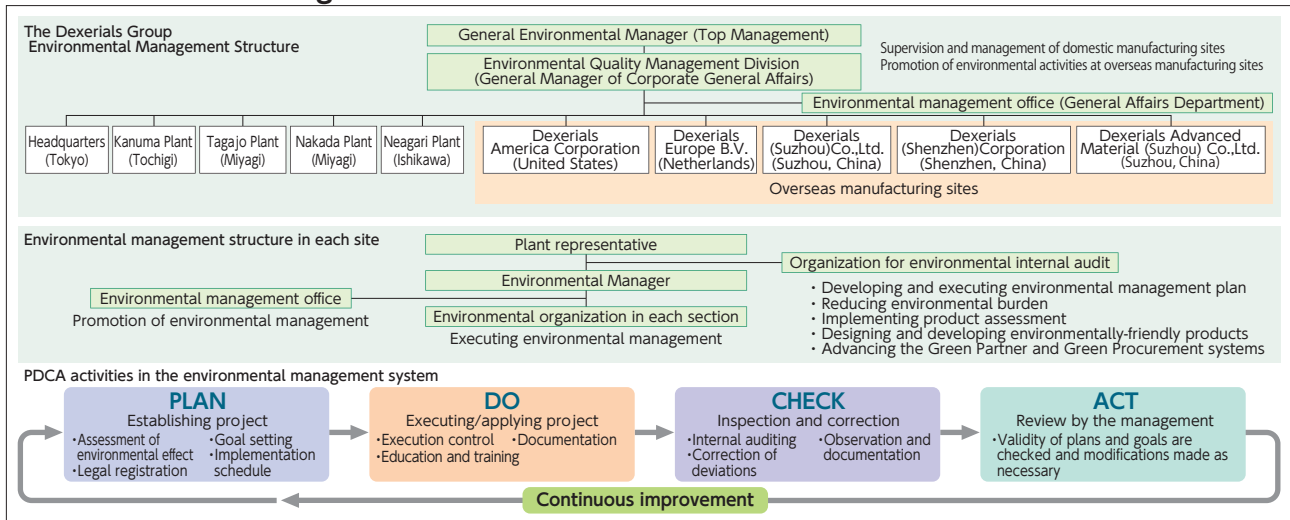 The Dexerials Group
Environmental Management Structure
General Environmental Manager (Top Management)
Environmental Quality Management Division
(General Manager of Corporate General Affairs)
Supervision and management of domestic manufacturing sites
Promotion of environmental activities at overseas manufacturing sites
Environmental management office (General Affairs Department)
Headquarters
(Tokyo)
Kanuma Plant
(Tochigi)
Tagajo Plant
(Miyagi)
Nakada Plant
(Miyagi)
Neagari Plant
(Ishikawa)
Dexerials
America Corporation
(United States)
Dexerials
Europe B.V.
(Netherlands)
Dexerials
(Suzhou)Co.,Ltd.
(Suzhou, China)
Dexerials
(Shenzhen)Corporation
(Shenzhen, China)
Dexerials Advanced
Material (Suzhou) Co.,Ltd.
(Suzhou, China)
Overseas manufacturing sites
Environmental management structure in each site
Plant representative
Organization for environmental internal audit
Environmental Manager
Environmental management office
Promotion of environmental management
Environmental organization in each section
Executing environmental management
・Developing and executing environmental management plan
・Reducing environmental burden
・Implementing product assessment
・Designing and developing environmentally-friendly products
・Advancing the Green Partner and Green Procurement systems
PDCA activities in the environmental management system
PLAN
Establishing project
・Assessment of
environmental effect
・Legal registration
・Goal setting
・Implementation
schedule
DO
Executing/applying project
・Execution control ・Documentation
・Education and training
CHECK
Inspection and correction
・Internal auditing
・Correction of
deviations
・Observation and
documentation
ACT
Review by the management
・Validity of plans and goals are
checked and modifications made as
necessary
Continuous improvement